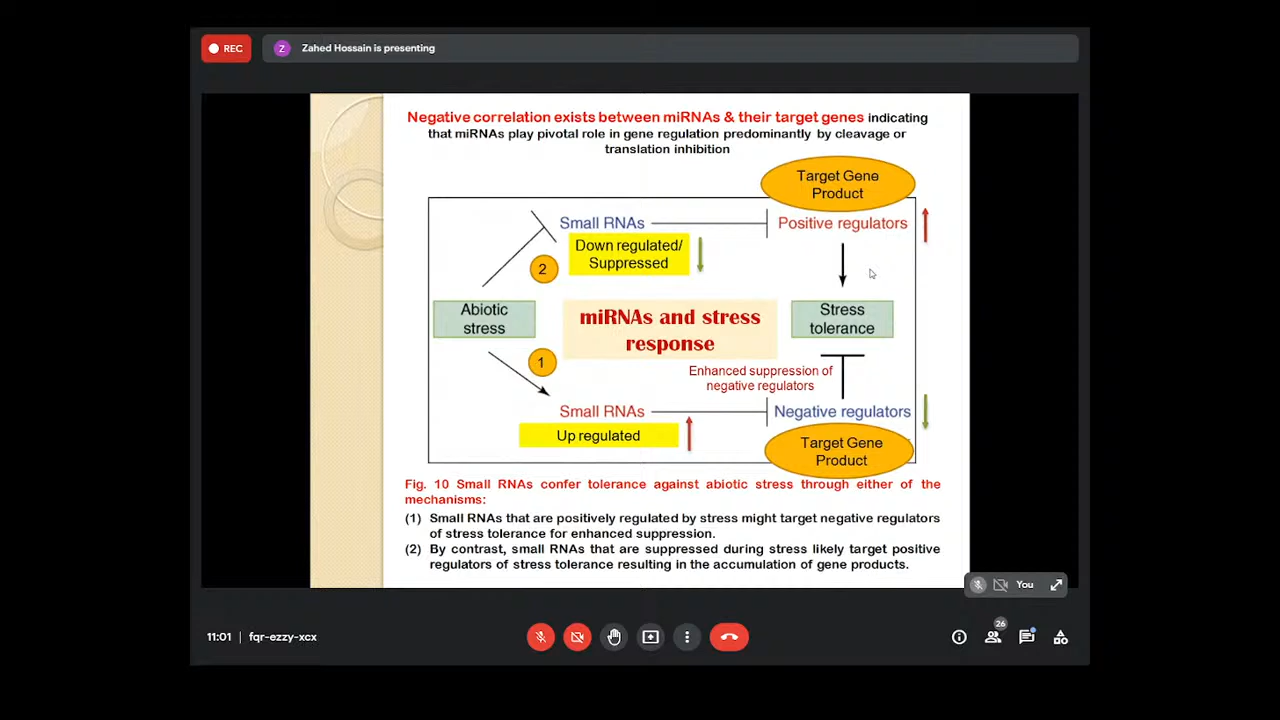 REC
Z
Zahed Hossain is presenting
Negative correlation exists between miRNAs & their target genes indicating
that miRNAs play pivotal role in gene regulation predominantly by cleavage or
translation inhibition
Target Gene
Product
Small RNAs
Positive regulators
Down regulated/
Suppressed
2
Abiotic
stress
miRNAs and stress
response
Stress
tolerance
1
Enhanced suppression of
negative regulators
Small RNAs
Negative regulators
Up regulated
Target Gene
Product
Fig. 10 Small RNAs confer tolerance against abiotic stress through either of the
mechanisms:
(1) Small RNAs that are positively regulated by stress might target negative regulators
of stress tolerance for enhanced suppression.
(2) By contrast, small RNAs that are suppressed during stress likely target positive
regulators of stress tolerance resulting in the accumulation of gene products.
You
11:01 | fqr-ezzy-xcx
26